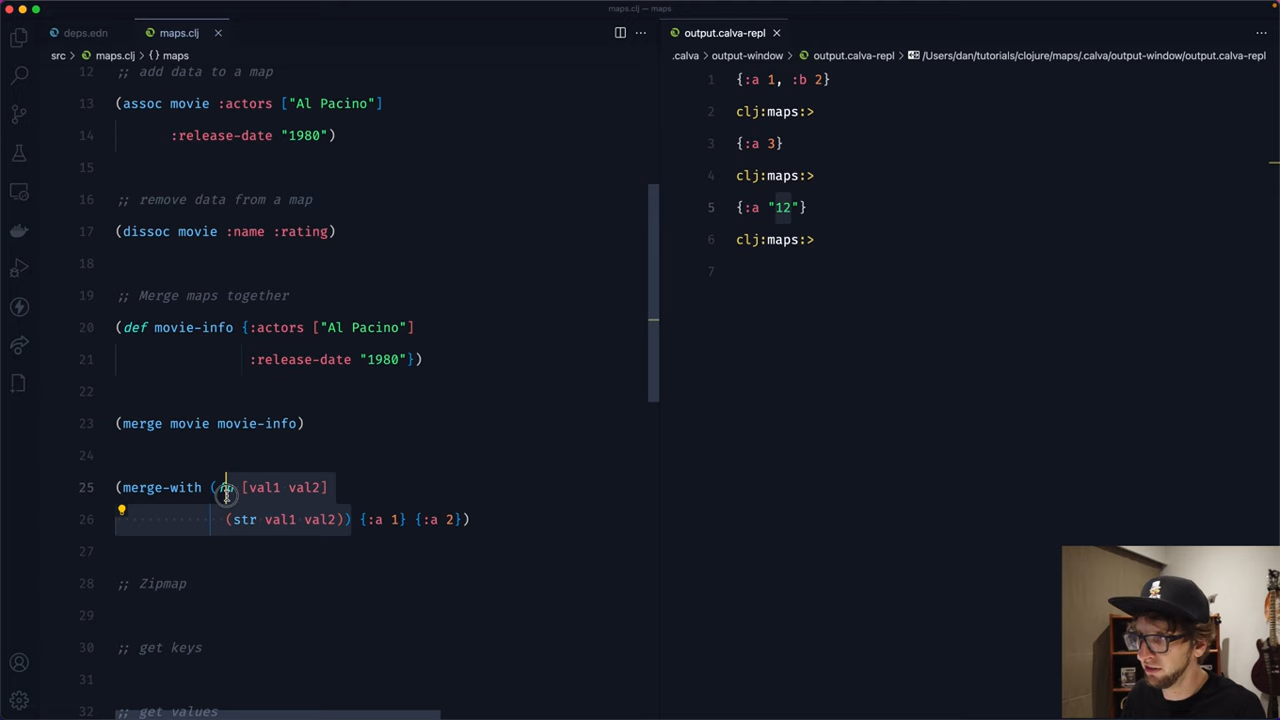 maps.clj — maps
deps.edn
maps.clj
src > maps.clj > {} maps
12 ;; add data to a map
13 (assoc movie :actors ["Al Pacino"]
14 :release-date "1980")
15
16 ;; remove data from a map
17 (dissoc movie :name :rating)
18
19 ;; Merge maps together
20 (def movie-info {:actors ["Al Pacino"]
21 :release-date "1980"})
22
23 (merge movie movie-info)
24
25 (merge-with (fn [val1 val2]
26 (str val1 val2)) {:a 1} {:a 2})
27
28 ;; Zipmap
29
30 ;; get keys
31
32 ;; get values
output.calva-repl
.calva > output-window > output.calva-repl > /Users/dan/tutorials/clojure/maps/.calva/output-window/output.calva-repl
1 {:a 1, :b 2}
2 clj:maps:>
3 {:a 3}
4 clj:maps:>
5 {:a "12"}
6 clj:maps:>
7